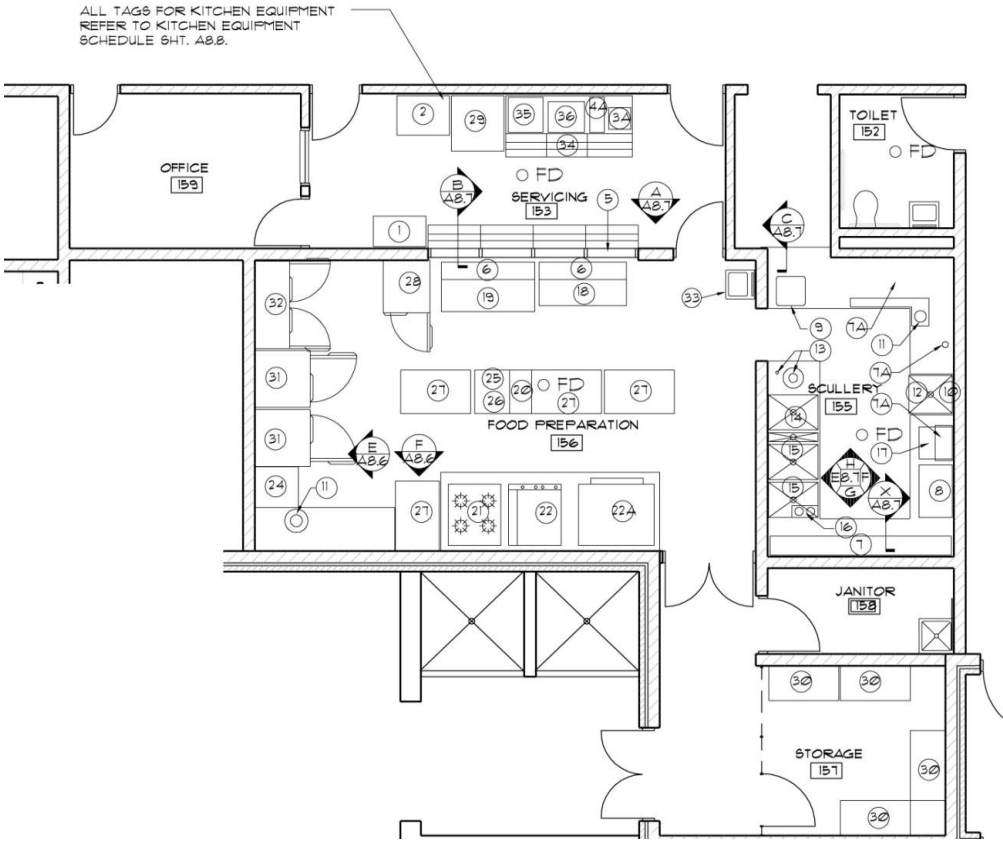 ALL TAGS FOR KITCHEN EQUIPMENT
REFER TO KITCHEN EQUIPMENT
SCHEDULE SHT. A8.8.
2
29
35
36
4A
3A
34
TOILET
152
FD
OFFICE
159
FD
B
A8.7
SERVICING
153
5
A
A8.7
C
A8.7
1
6
6
28
19
18
33
32
9
7A
11
13
7A
31
27
25
26
20
FD
27
27
SCULLERY
155
12
10
7A
14
FOOD PREPARATION
156
FD
31
E
A8.6
F
A8.6
15
17
H
E8.7F
G
X
A8.7
8
24
11
27
21
22
22A
15
16
7
JANITOR
158
30
30
STORAGE
157
30
30